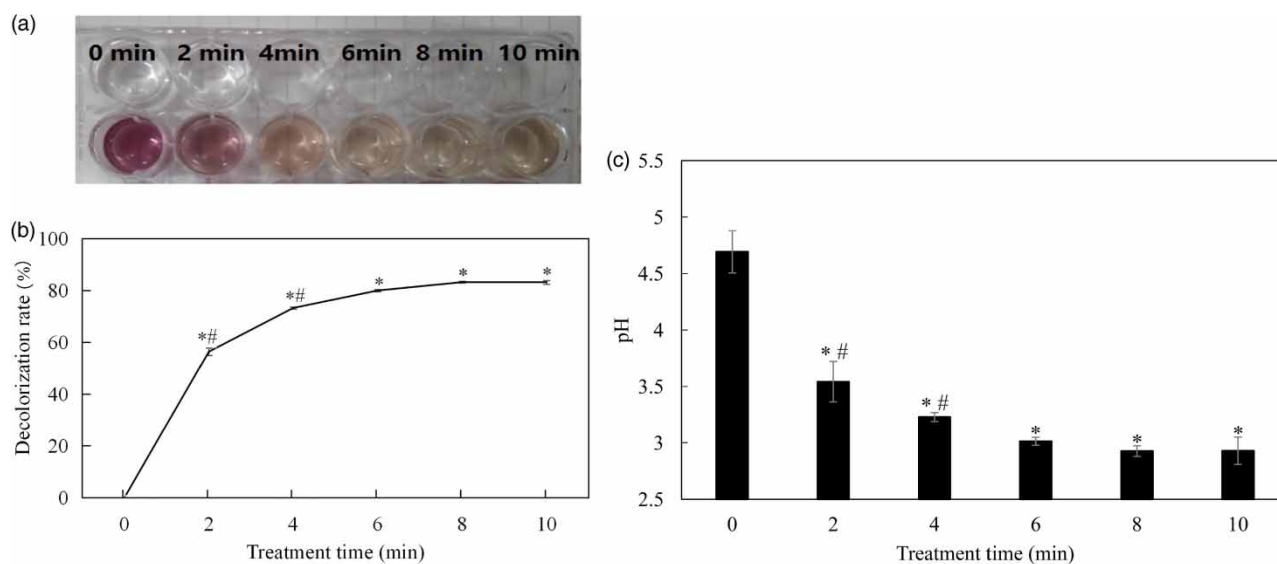 (a)
0 min 2 min 4min 6min 8 min 10 min
(b)
Decolorization rate (%)
100
80
60
40
20
0
*#
*#
*
*
*
0 2 4 6 8 10
Treatment time (min)
(c)
pH
5.5
5
4.5
4
3.5
3
2.5
* #
* #
*
*
*
0 2 4 6 8 10
Treatment time (min)